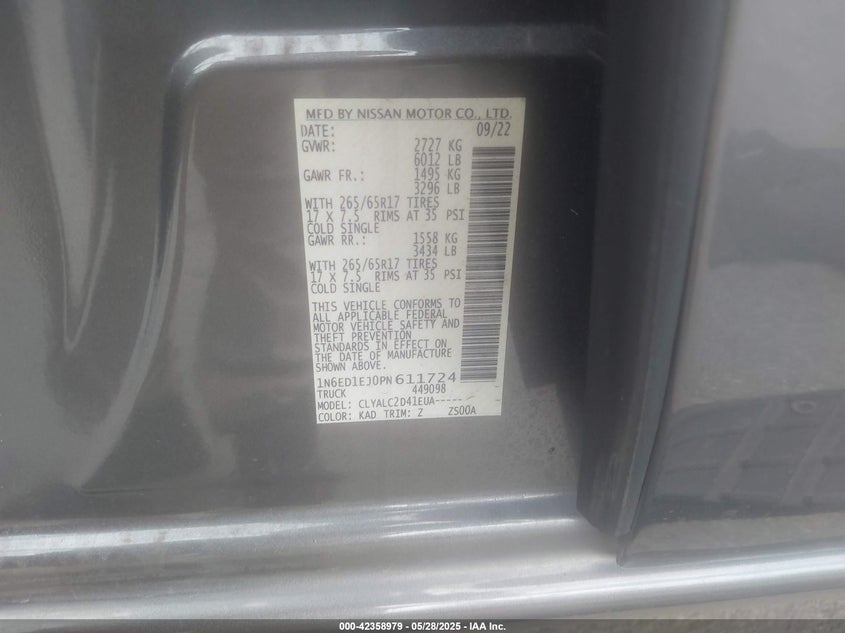 MFD BY NISSAN MOTOR CO., LTD.
DATE: 09/22
GVWR: 2727 KG
6012 LB
GAWR FR.: 1495 KG
3296 LB
WITH 265/65R17 TIRES
17 X 7.5 RIMS AT 35 PSI
COLD SINGLE
GAWR RR.: 1558 KG
3434 LB
WITH 265/65R17 TIRES
17 X 7.5 RIMS AT 35 PSI
COLD SINGLE
THIS VEHICLE CONFORMS TO
ALL APPLICABLE FEDERAL
MOTOR VEHICLE SAFETY AND
THEFT PREVENTION
STANDARDS IN EFFECT ON
THE DATE OF MANUFACTURE
SHOWN ABOVE.
1N6ED1EJ0PN611724
TRUCK 449098
MODEL: CLYALC2D41EUA-----
COLOR: KAD TRIM: Z ZS00A
000-42358979 / 05/28/2025 - IAA Inc.